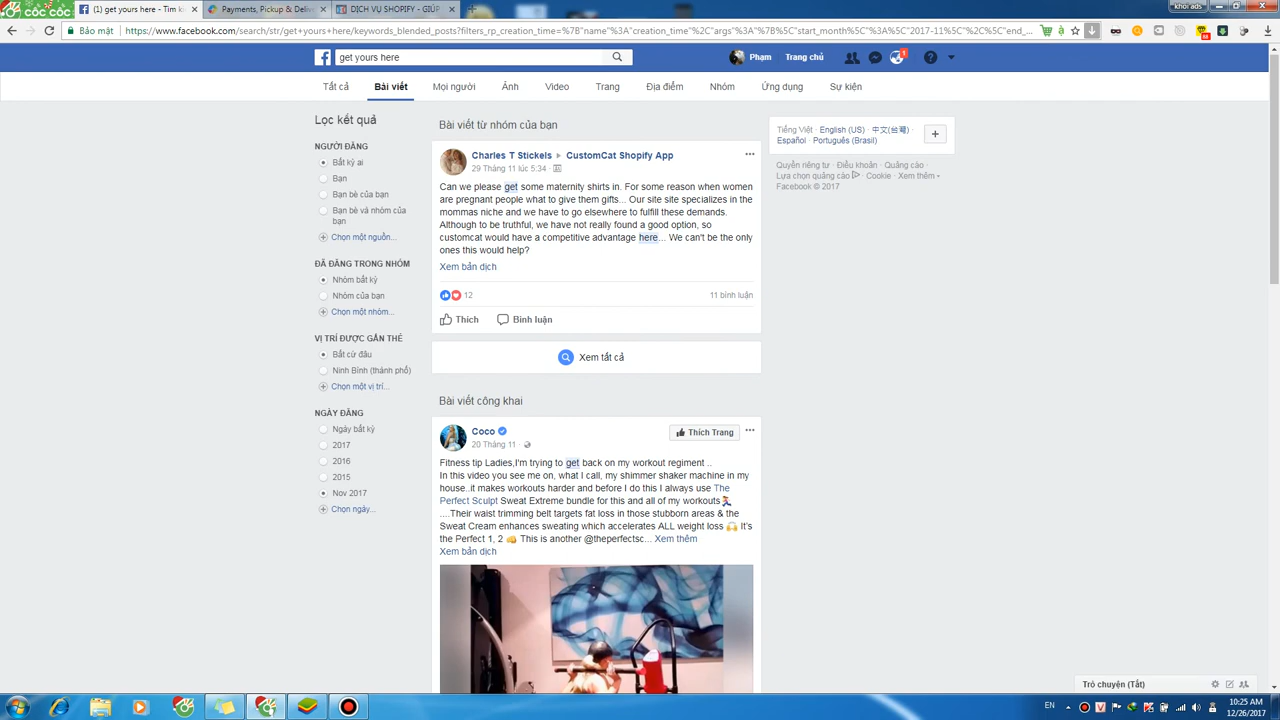 cốc cốc
(1) get yours here - Tìm k
Payments, Pickup & Deliver
DỊCH VỤ SHOPIFY - GIÚP
khoi ads
Bảo mật
https://www.facebook.com/search/str/get+yours+here/keywords_blended_posts?filters_rp_creation_time=%7B"name"%3A"creation_time"%2C"args"%3A"%7B%5C"start_month%5C"%3A%5C"2017-11%5C"%2C%5C"end_...
get yours here
Phạm
Trang chủ
1
Tất cả
Bài viết
Mọi người
Ảnh
Video
Trang
Địa điểm
Nhóm
Ứng dụng
Sự kiện
Lọc kết quả
NGƯỜI ĐĂNG
Bất kỳ ai
Bạn
Bạn bè của bạn
Bạn bè và nhóm của
bạn
Chọn một nguồn...
ĐÃ ĐĂNG TRONG NHÓM
Nhóm bất kỳ
Nhóm của bạn
Chọn một nhóm...
VỊ TRÍ ĐƯỢC GẮN THẺ
Bất cứ đâu
Ninh Bình (thành phố)
Chọn một vị trí...
NGÀY ĐĂNG
Ngày bất kỳ
2017
2016
2015
Nov 2017
Chọn ngày...
Bài viết từ nhóm của bạn
Charles T Stickels ▸ CustomCat Shopify App
29 Tháng 11 lúc 5:34 ·
Can we please get some maternity shirts in. For some reason when women
are pregnant people what to give them gifts... Our site site specializes in the
mommas niche and we have to go elsewhere to fulfill these demands.
Although to be truthful, we have not really found a good option, so
customcat would have a competitive advantage here... We can't be the only
ones this would help?
Xem bản dịch
12
11 bình luận
Thích
Bình luận
Xem tất cả
Bài viết công khai
Coco
Thích Trang
20 Tháng 11 ·
Fitness tip Ladies,I'm trying to get back on my workout regiment ..
In this video you see me on, what I call, my shimmer shaker machine in my
house..it makes workouts harder and before I do this I always use The
Perfect Sculpt Sweat Extreme bundle for this and all of my workouts🏃
....Their waist trimming belt targets fat loss in those stubborn areas & the
Sweat Cream enhances sweating which accelerates ALL weight loss 🙌 It's
the Perfect 1, 2 👊 This is another @theperfectsc... Xem thêm
Xem bản dịch
Tiếng Việt · English (US) · 中文(台灣) ·
Español · Português (Brasil)
Quyền riêng tư · Điều khoản · Quảng cáo ·
Lựa chọn quảng cáo · Cookie · Xem thêm
Facebook © 2017
Trò chuyện (Tắt)
EN
10:25 AM
12/26/2017